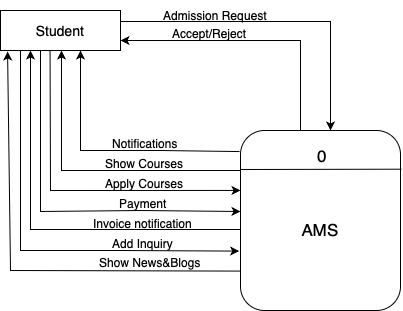 Admission Request
Student
Accept/Reject
Notifications
0
Show Courses
Apply Courses
Payment
Invoice notification
AMS
Add Inquiry
Show News&Blogs